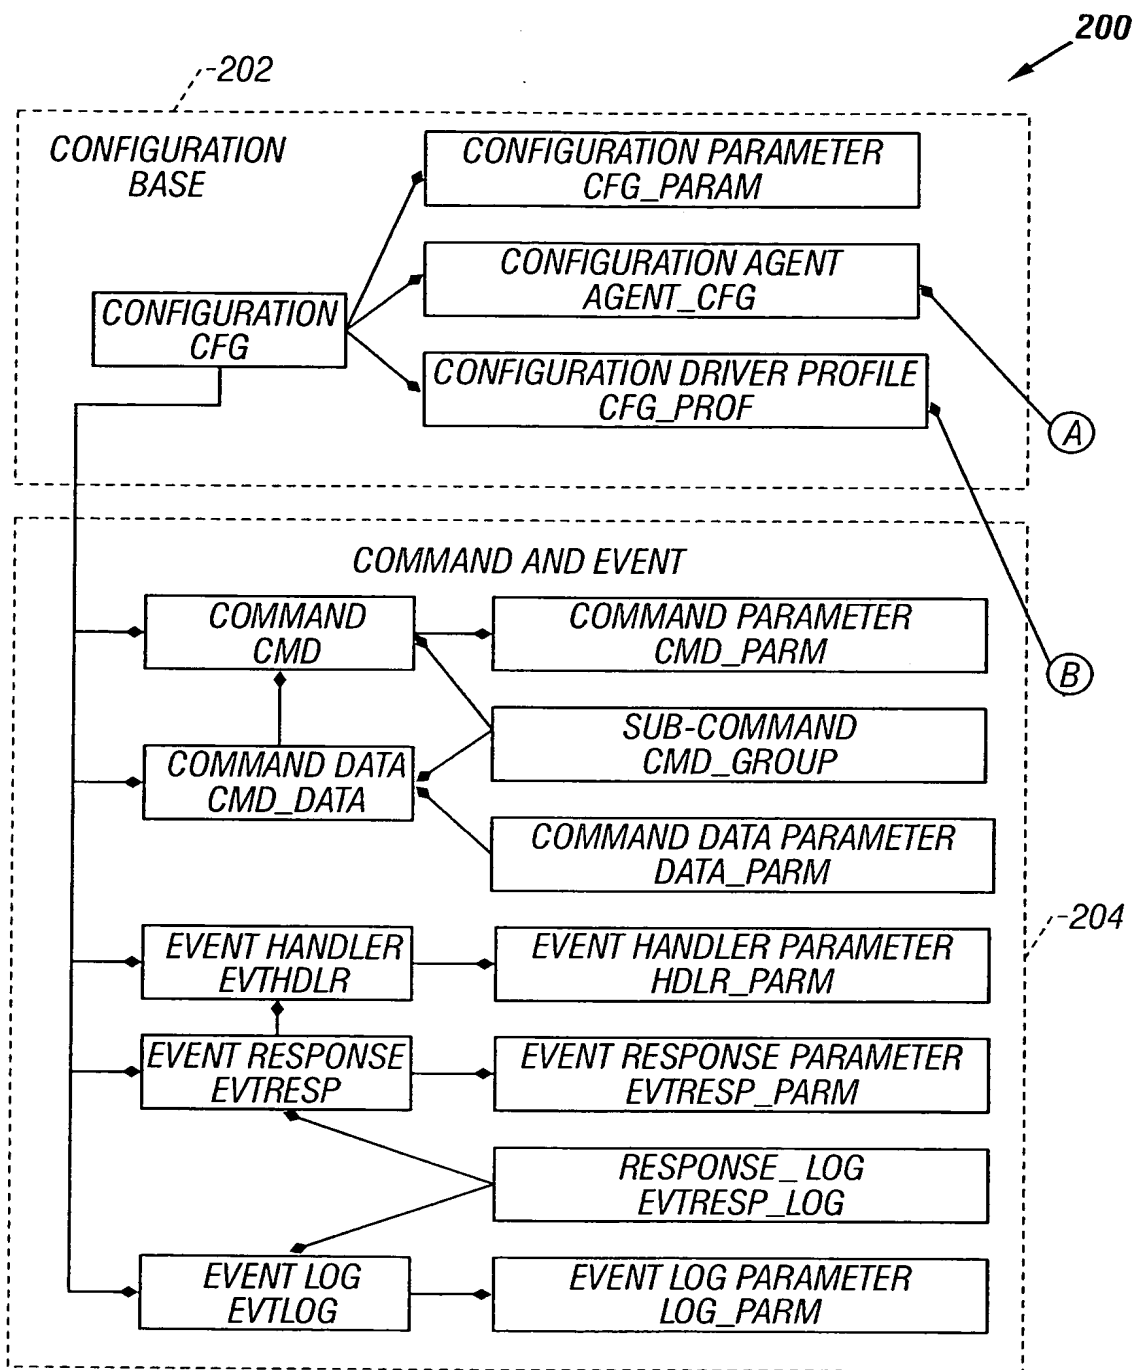 200
202
CONFIGURATION
BASE
CONFIGURATION PARAMETER
CFG_PARAM
CONFIGURATION AGENT
AGENT_CFG
CONFIGURATION
CFG
CONFIGURATION DRIVER PROFILE
CFG_PROF
A
COMMAND AND EVENT
COMMAND
CMD
COMMAND PARAMETER
CMD_PARM
B
SUB-COMMAND
CMD_GROUP
COMMAND DATA
CMD_DATA
COMMAND DATA PARAMETER
DATA_PARM
204
EVENT HANDLER
EVTHDLR
EVENT HANDLER PARAMETER
HDLR_PARM
EVENT RESPONSE
EVTRESP
EVENT RESPONSE PARAMETER
EVTRESP_PARM
RESPONSE_ LOG
EVTRESP_LOG
EVENT LOG
EVTLOG
EVENT LOG PARAMETER
LOG_PARM